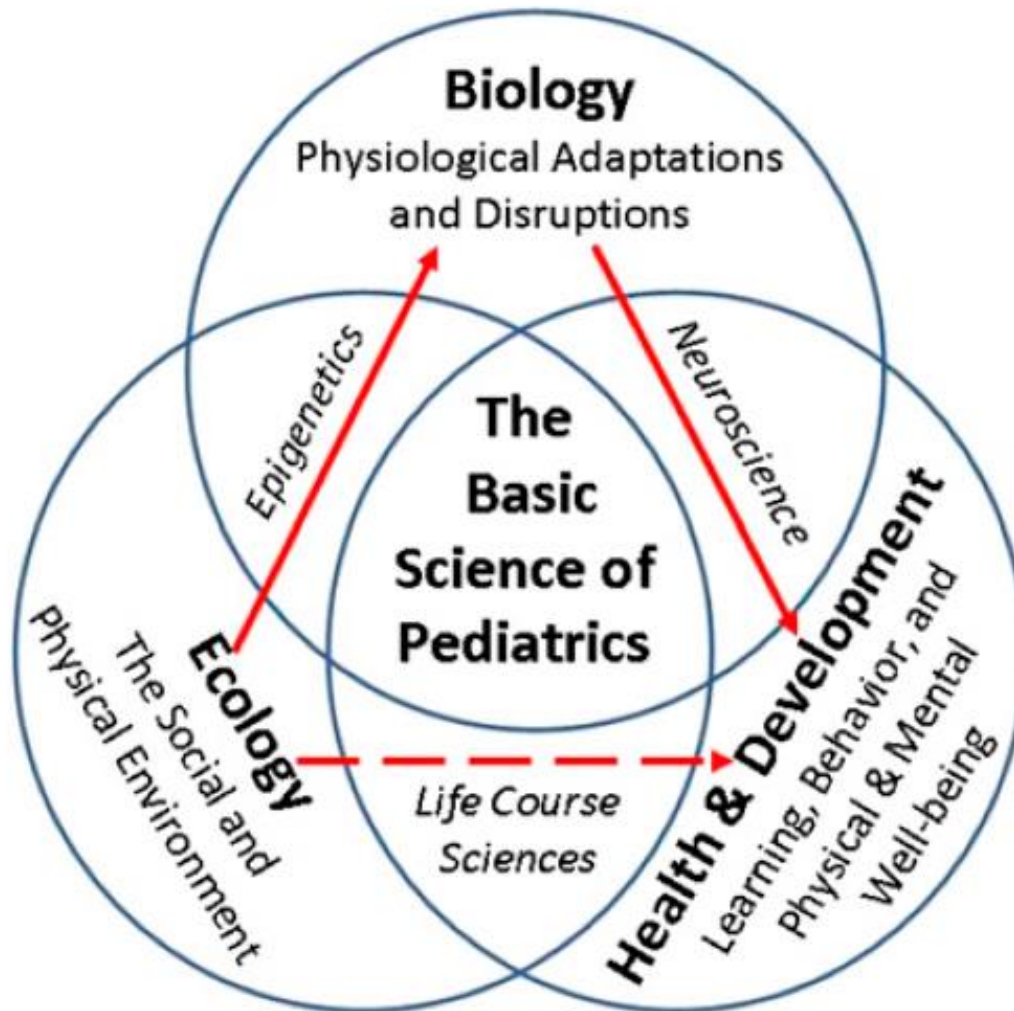 Biology
Physiological Adaptations
and Disruptions
Epigenetics
Neuroscience
The
Basic
Science of
Pediatrics
Ecology
The Social and
Physical Environment
Life Course
Sciences
Health & Development
Learning, Behavior, and
Physical & Mental
Well-being